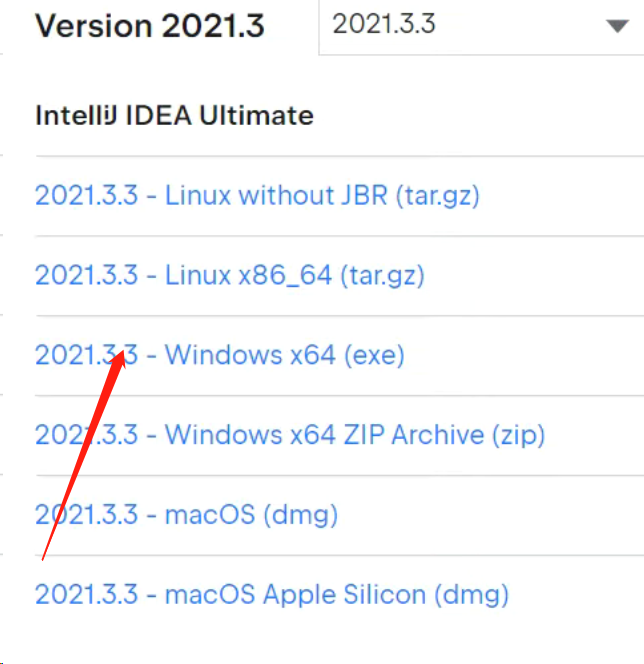 Version 2021.3
2021.3.3
IntelliJ IDEA Ultimate
2021.3.3 - Linux without JBR (tar.gz)
2021.3.3 - Linux x86_64 (tar.gz)
2021.3.3 - Windows x64 (exe)
2021.3.3 - Windows x64 ZIP Archive (zip)
2021.3.3 - macOS (dmg)
2021.3.3 - macOS Apple Silicon (dmg)